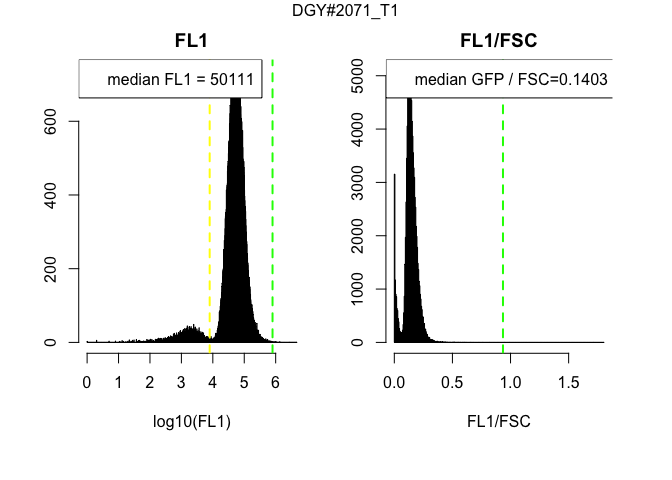 DGY#2071_T1
FL1
median FL1 = 50111
0 200 400 600
0 1 2 3 4 5 6
log10(FL1)
FL1/FSC
median GFP / FSC=0.1403
0 1000 2000 3000 4000 5000
0.0 0.5 1.0 1.5
FL1/FSC